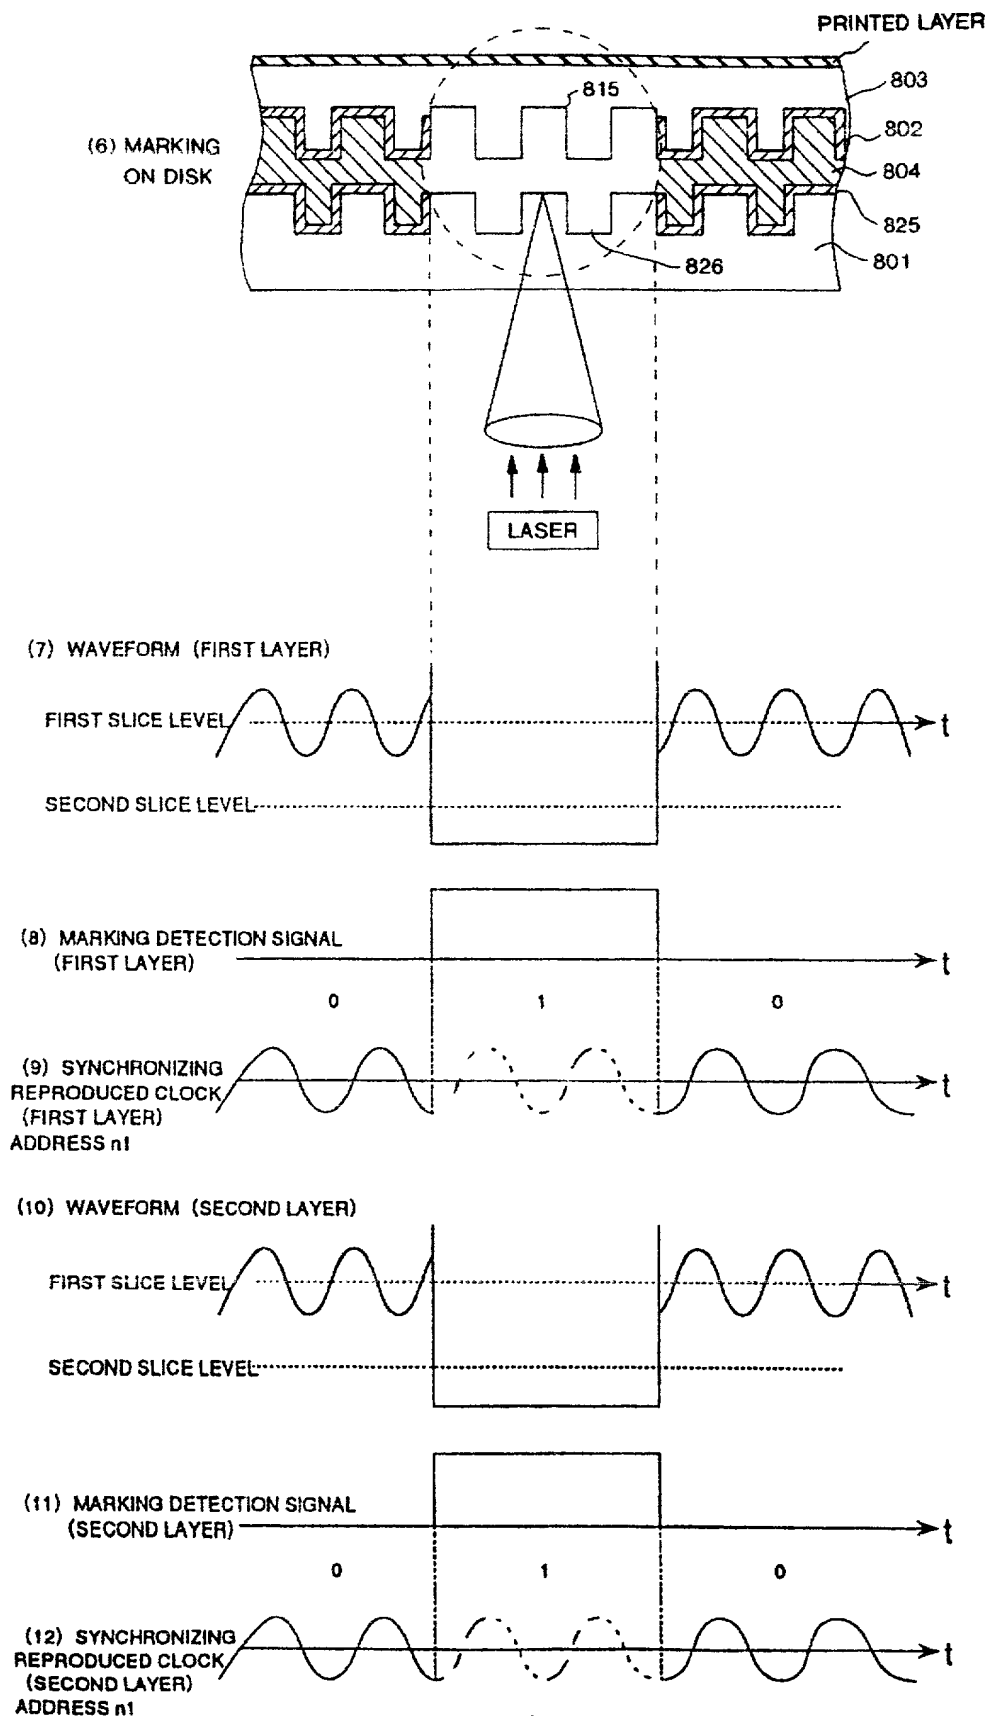 PRINTED LAYER
803
815
802
(6) MARKING
ON DISK
804
825
801
826
LASER
(7) WAVEFORM (FIRST LAYER)
FIRST SLICE LEVEL
t
SECOND SLICE LEVEL
(8) MARKING DETECTION SIGNAL
(FIRST LAYER)
t
0 1 0
(9) SYNCHRONIZING
REPRODUCED CLOCK
(FIRST LAYER)
ADDRESS n1
t
(10) WAVEFORM (SECOND LAYER)
FIRST SLICE LEVEL
t
SECOND SLICE LEVEL
(11) MARKING DETECTION SIGNAL
(SECOND LAYER)
t
0 1 0
(12) SYNCHRONIZING
REPRODUCED CLOCK
(SECOND LAYER)
ADDRESS n1
t